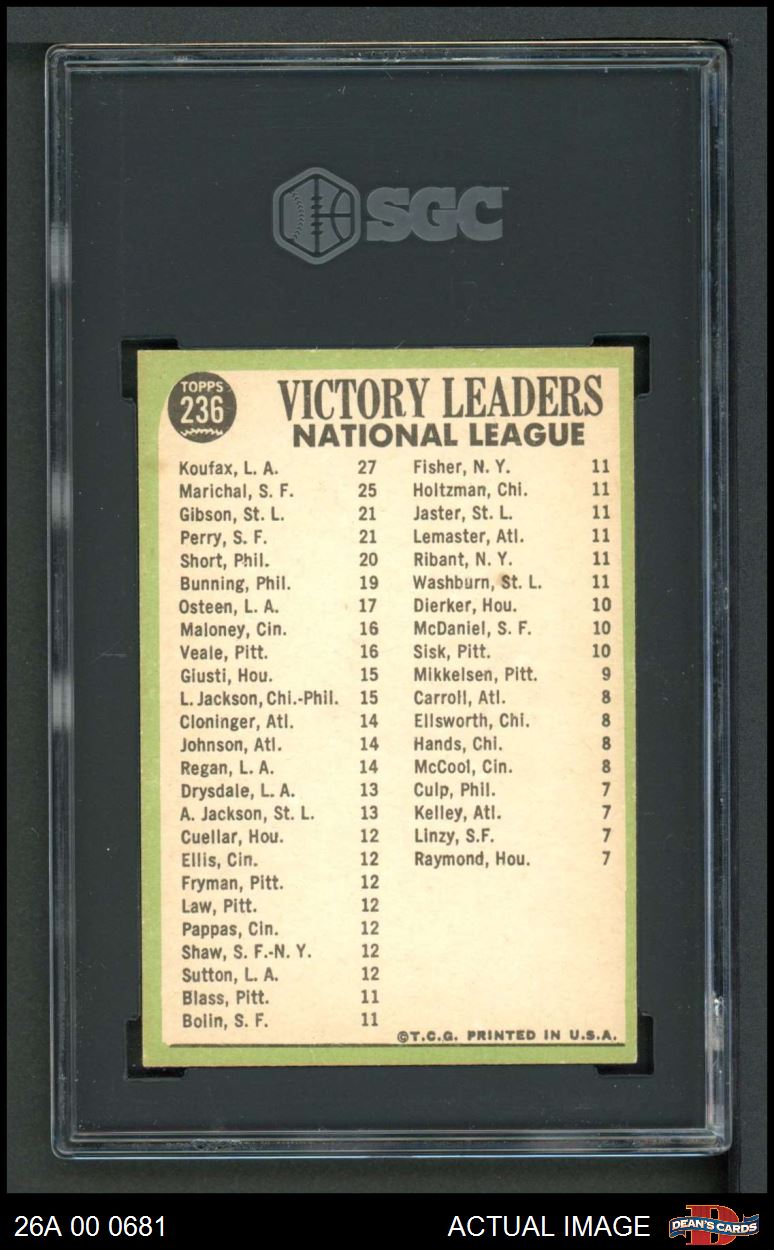 SGC
TOPPS
236
VICTORY LEADERS
NATIONAL LEAGUE
Koufax, L. A. 27
Marichal, S. F. 25
Gibson, St. L. 21
Perry, S. F. 21
Short, Phil. 20
Bunning, Phil. 19
Osteen, L. A. 17
Maloney, Cin. 16
Veale, Pitt. 16
Giusti, Hou. 15
L. Jackson, Chi.-Phil. 15
Cloninger, Atl. 14
Johnson, Atl. 14
Regan, L. A. 14
Drysdale, L. A. 13
A. Jackson, St. L. 13
Cuellar, Hou. 12
Ellis, Cin. 12
Fryman, Pitt. 12
Law, Pitt. 12
Pappas, Cin. 12
Shaw, S. F.-N. Y. 12
Sutton, L. A. 12
Blass, Pitt. 11
Bolin, S. F. 11
Fisher, N. Y. 11
Holtzman, Chi. 11
Jaster, St. L. 11
Lemaster, Atl. 11
Ribant, N. Y. 11
Washburn, St. L. 11
Dierker, Hou. 10
McDaniel, S. F. 10
Sisk, Pitt. 10
Mikkelsen, Pitt. 9
Carroll, Atl. 8
Ellsworth, Chi. 8
Hands, Chi. 8
McCool, Cin. 8
Culp, Phil. 7
Kelley, Atl. 7
Linzy, S.F. 7
Raymond, Hou. 7
©T.C.G. PRINTED IN U.S.A.
26A 00 0681
ACTUAL IMAGE
D
DEAN'S CARDS